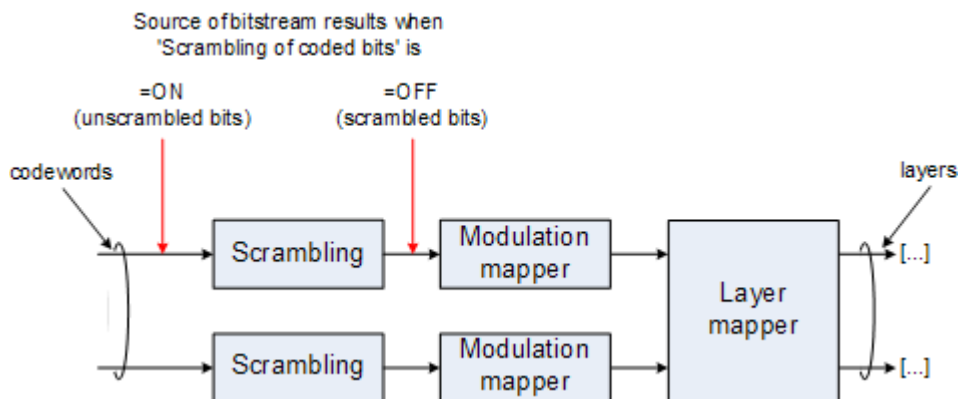 Source of bitstream results when
'Scrambling of coded bits' is
=ON
(unscrambled bits)
=OFF
(scrambled bits)
codewords
layers
Scrambling
Modulation
mapper
Layer
mapper
[...]
Scrambling
Modulation
mapper
[...]